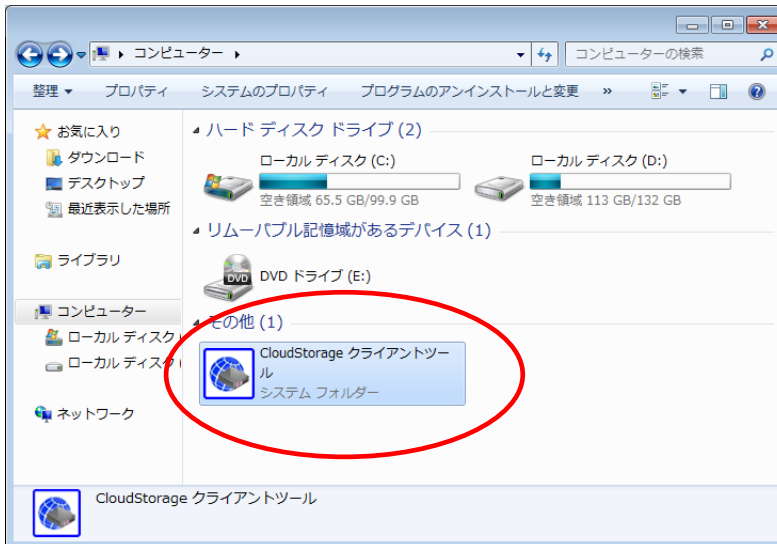 コンピューター
コンピューターの検索
整理 プロパティ システムのプロパティ プログラムのアンインストールと変更 »
お気に入り
ダウンロード
デスクトップ
最近表示した場所
ライブラリ
コンピューター
ローカル ディスク (
ローカル ディスク (
ネットワーク
ハード ディスク ドライブ (2)
ローカル ディスク (C:)
空き領域 65.5 GB/99.9 GB
ローカル ディスク (D:)
空き領域 113 GB/132 GB
リムーバブル記憶域があるデバイス (1)
DVD
DVD ドライブ (E:)
その他 (1)
CloudStorage クライアントツー
ル
システム フォルダー
CloudStorage クライアントツール